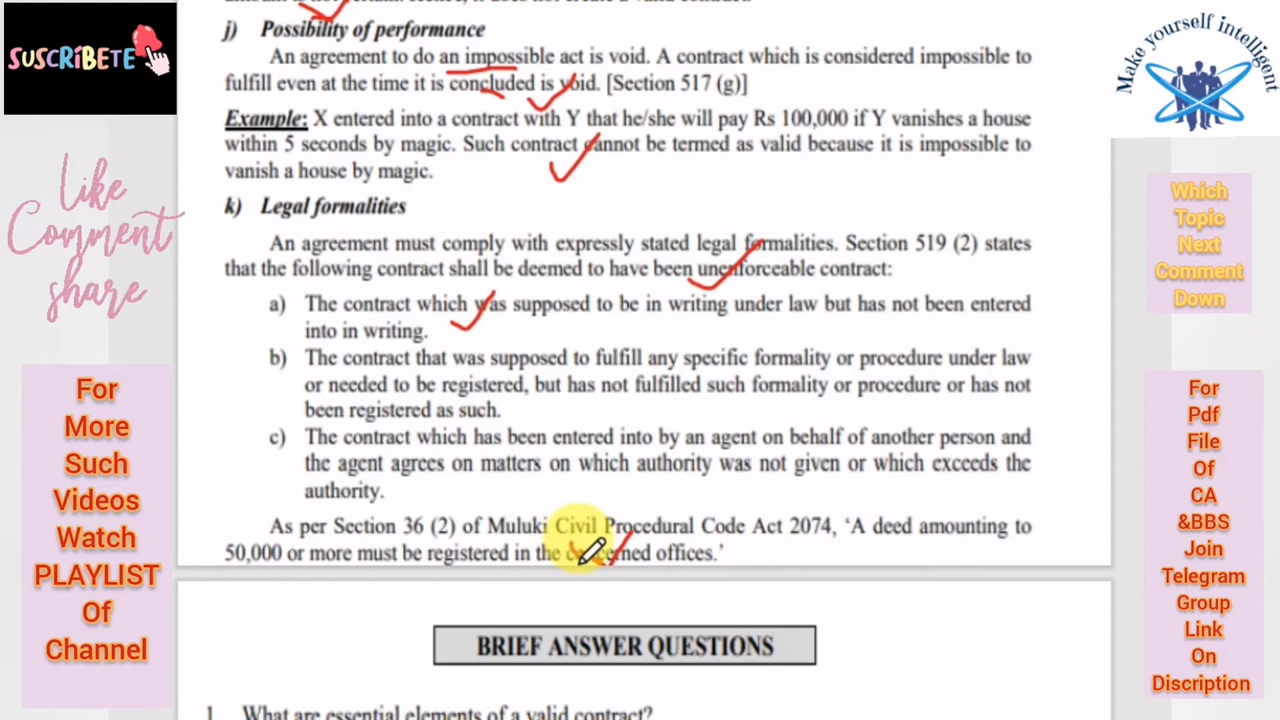 SUSCRÍBETE
Make yourself intelligent
j) Possibility of performance
An agreement to do an impossible act is void. A contract which is considered impossible to
fulfill even at the time it is concluded is void. [Section 517 (g)]
Example: X entered into a contract with Y that he/she will pay Rs 100,000 if Y vanishes a house
within 5 seconds by magic. Such contract cannot be termed as valid because it is impossible to
vanish a house by magic.
k) Legal formalities
An agreement must comply with expressly stated legal formalities. Section 519 (2) states
that the following contract shall be deemed to have been unenforceable contract:
a) The contract which was supposed to be in writing under law but has not been entered
into in writing.
b) The contract that was supposed to fulfill any specific formality or procedure under law
or needed to be registered, but has not fulfilled such formality or procedure or has not
been registered as such.
c) The contract which has been entered into by an agent on behalf of another person and
the agent agrees on matters on which authority was not given or which exceeds the
authority.
As per Section 36 (2) of Muluki Civil Procedural Code Act 2074, ‘A deed amounting to
50,000 or more must be registered in the concerned offices.’
BRIEF ANSWER QUESTIONS
1. What are essential elements of a valid contract?
like
Comment
share
For
More
Such
Videos
Watch
PLAYLIST
Of
Channel
Which
Topic
Next
Comment
Down
For
Pdf
File
Of
CA
&BBS
Join
Telegram
Group
Link
On
Discription